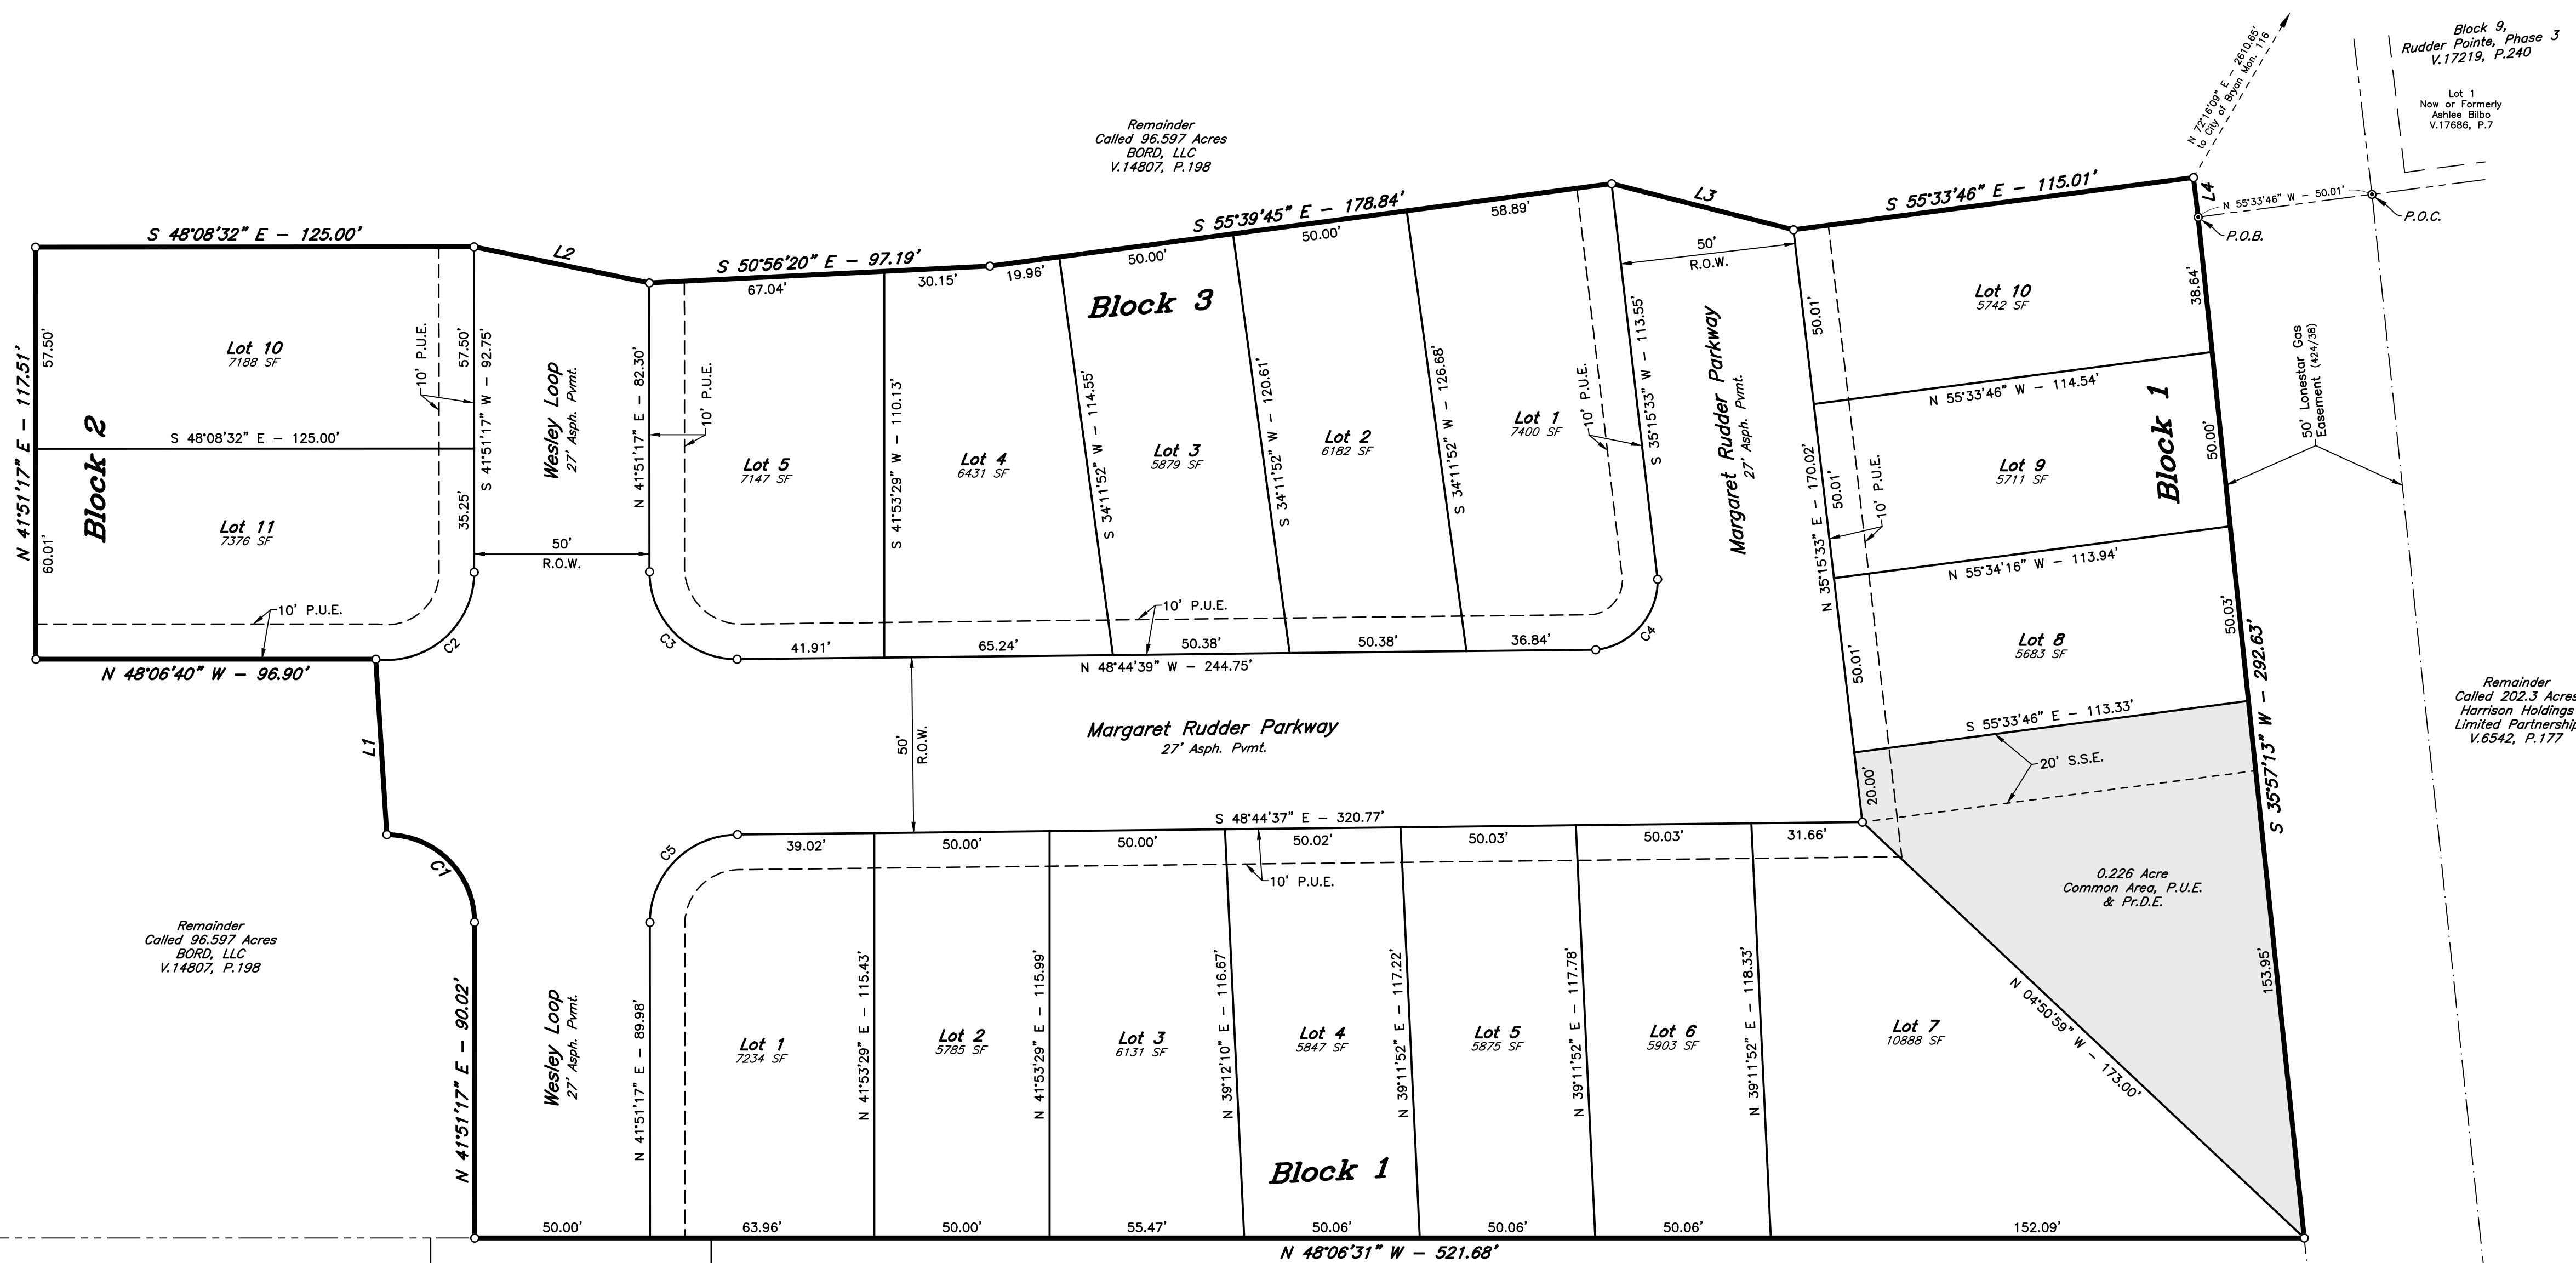 Block 9,
Rudder Pointe, Phase 3
V.17219, P.240
Lot 1
Now or Formerly
Ashlee Bilbo
V.17686, P.7
N 72°16'09" E - 2610.65'
to City of Bryan Mon. 116
Remainder
Called 96.597 Acres
BORD, LLC
V.14807, P.198
S 48°08'32" E - 125.00'
L2
S 50°56'20" E - 97.19'
67.04'
30.15'
19.96'
S 55°39'45" E - 178.84'
50.00'
50.00'
58.89'
L3
50'
R.O.W.
S 55°33'46" E - 115.01'
L4
N 55°33'46" W - 50.01'
P.O.C.
P.O.B.
N 41°51'17" E - 117.51'
57.50'
60.01'
Block 2
Lot 10
7188 SF
10' P.U.E.
57.50'
S 41°51'17" W - 92.75'
35.25'
S 48°08'32" E - 125.00'
Lot 11
7376 SF
10' P.U.E.
C2
N 48°06'40" W - 96.90'
Wesley Loop
27' Asph. Pvmt.
50'
R.O.W.
N 41°51'17" E - 82.30'
10' P.U.E.
C3
Block 3
Lot 5
7147 SF
S 41°53'29" W - 110.13'
Lot 4
6431 SF
S 34°11'52" W - 114.55'
Lot 3
5879 SF
S 34°11'52" W - 120.61'
Lot 2
6182 SF
S 34°11'52" W - 126.68'
Lot 1
7400 SF
10' P.U.E.
S 35°15'33" W - 113.55'
C4
10' P.U.E.
41.91'
65.24'
50.38'
50.38'
36.84'
N 48°44'39" W - 244.75'
Margaret Rudder Parkway
27' Asph. Pvmt.
50.01'
50.01'
50.01'
20.00'
N 35°15'33" E - 170.02'
10' P.U.E.
Lot 10
5742 SF
38.64'
N 55°33'46" W - 114.54'
Block 1
Lot 9
5711 SF
50.00'
N 55°34'16" W - 113.94'
Lot 8
5683 SF
50.03'
S 55°33'46" E - 113.33'
20' S.S.E.
50' Lonestar Gas
Easement (424/38)
S 35°57'13" W - 292.63'
153.95'
Remainder
Called 202.3 Acres
Harrison Holdings
Limited Partnership
V.6542, P.177
0.226 Acre
Common Area, P.U.E.
& Pr.D.E.
N 04°50'59" W - 173.00'
L1
C1
50'
R.O.W.
Margaret Rudder Parkway
27' Asph. Pvmt.
S 48°44'37" E - 320.77'
39.02'
50.00'
50.00'
50.02'
50.03'
50.03'
31.66'
10' P.U.E.
C5
Remainder
Called 96.597 Acres
BORD, LLC
V.14807, P.198
N 41°51'17" E - 90.02'
Wesley Loop
27' Asph. Pvmt.
N 41°51'17" E - 89.98'
Lot 1
7234 SF
N 41°53'29" E - 115.43'
Lot 2
5785 SF
N 41°53'29" E - 115.99'
Lot 3
6131 SF
N 39°12'10" E - 116.67'
Lot 4
5847 SF
N 39°11'52" E - 117.22'
Lot 5
5875 SF
N 39°11'52" E - 117.78'
Lot 6
5903 SF
N 39°11'52" E - 118.33'
Lot 7
10888 SF
Block 1
50.00'
63.96'
50.00'
55.47'
50.06'
50.06'
50.06'
152.09'
N 48°06'31" W - 521.68'